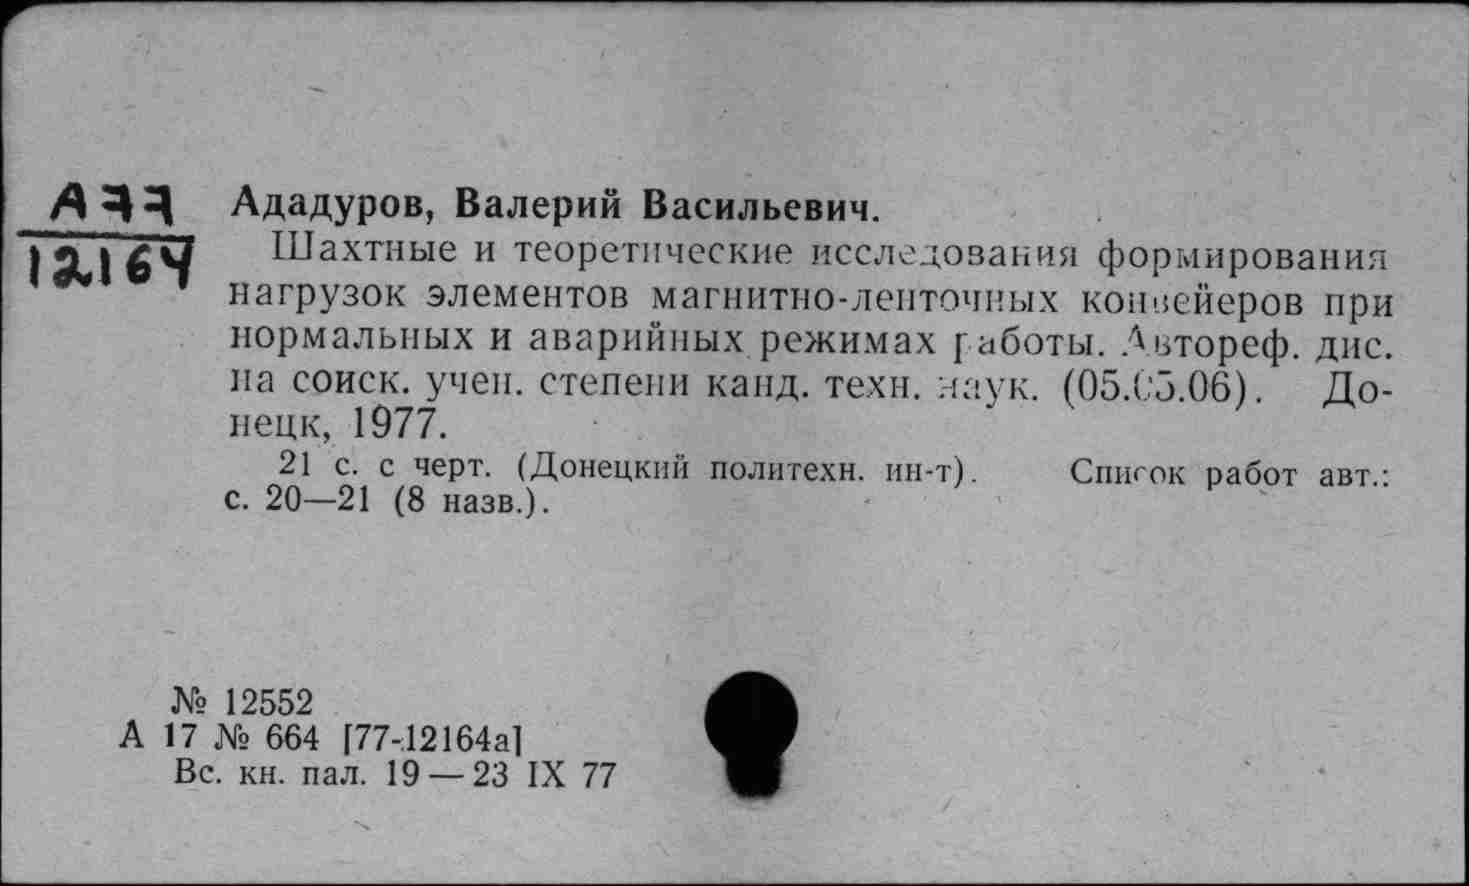 А77
12164
Ададуров, Валерий Васильевич.
Шахтные и теоретические исследования формирования
нагрузок элементов магнитно-ленточных конвейеров при
нормальных и аварийных режимах работы. Автореф. дис.
на соиск. учен. степени канд. техн. наук. (05.05.06). До-
нецк, 1977.
21 с. с черт. (Донецкий политехн. ин-т). Список работ авт.:
с. 20—21 (8 назв.).
№ 12552
А 17 № 664 [77-12164а]
Вс. кн. пал. 19 — 23 IX 77